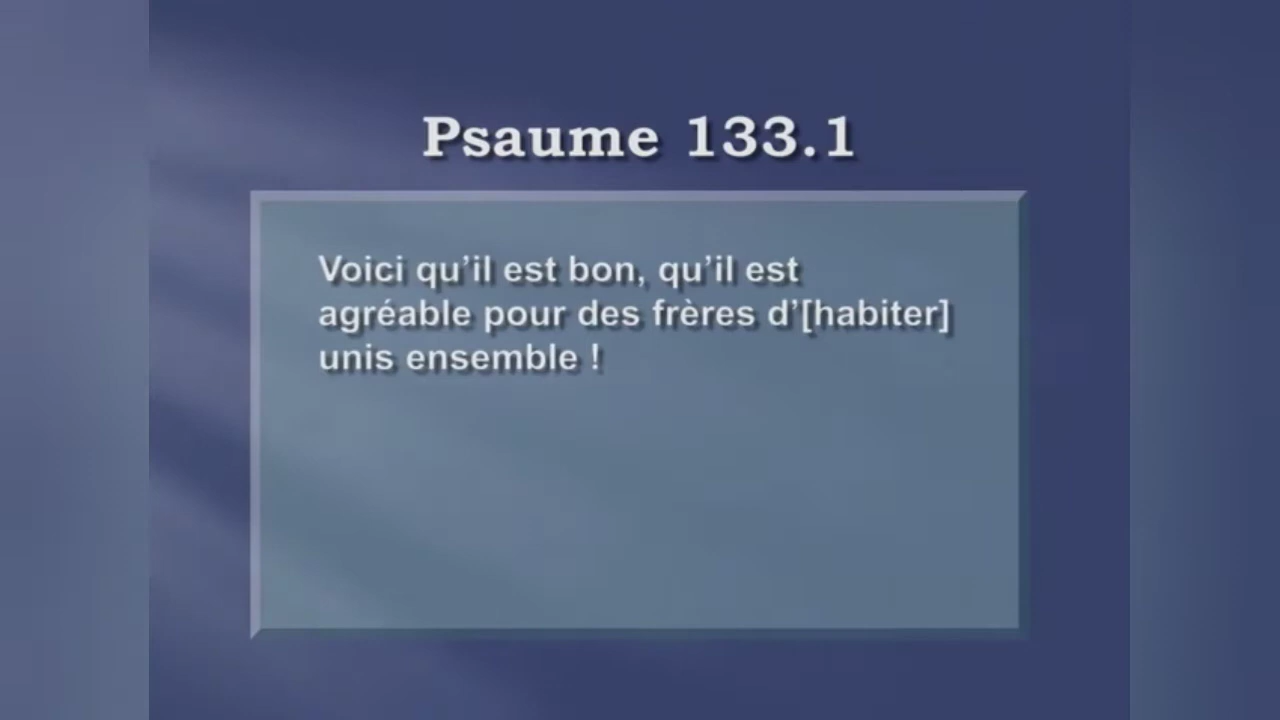 Psaume 133.1
Voici qu’il est bon, qu’il est
agréable pour des frères d’[habiter]
unis ensemble !